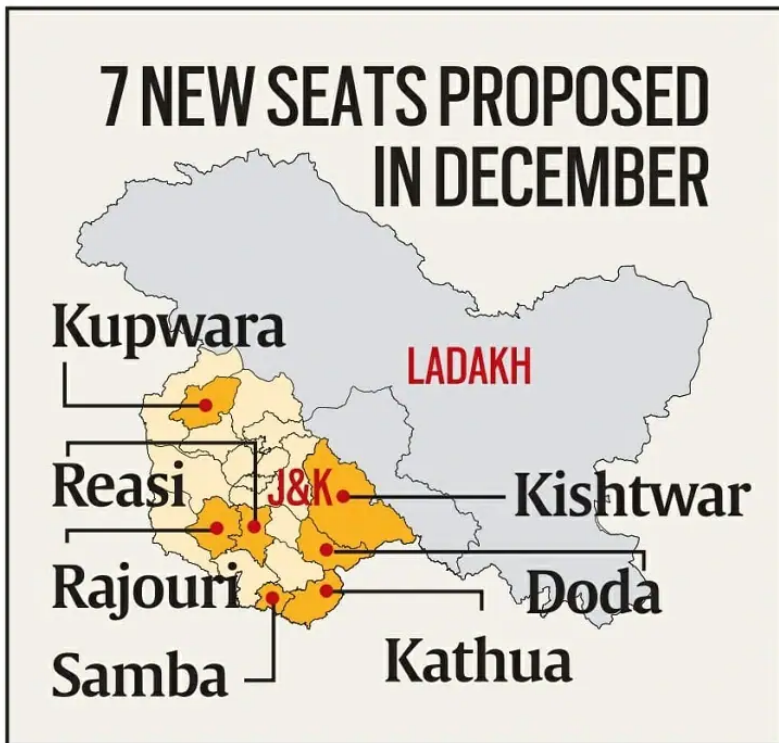 7 NEW SEATS PROPOSED
IN DECEMBER
Kupwara
LADAKH
Reasi
J&K
Kishtwar
Rajouri
Doda
Samba
Kathua